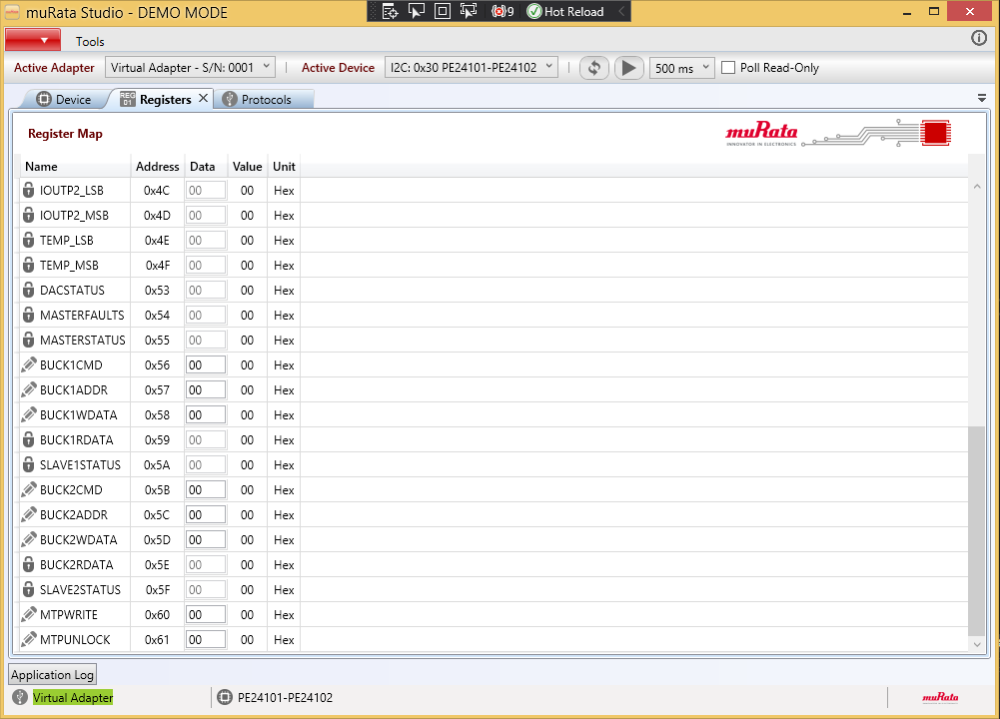 muRata Studio - DEMO MODE
9 Hot Reload
Tools
Active Adapter Virtual Adapter - S/N: 0001 Active Device I2C: 0x30 PE24101-PE24102 500 ms Poll Read-Only
Device REG 01 Registers Protocols
Register Map
muRata
INNOVATOR IN ELECTRONICS
Name Address Data Value Unit
IOUTP2_LSB 0x4C 00 00 Hex
IOUTP2_MSB 0x4D 00 00 Hex
TEMP_LSB 0x4E 00 00 Hex
TEMP_MSB 0x4F 00 00 Hex
DACSTATUS 0x53 00 00 Hex
MASTERFAULTS 0x54 00 00 Hex
MASTERSTATUS 0x55 00 00 Hex
BUCK1CMD 0x56 00 00 Hex
BUCK1ADDR 0x57 00 00 Hex
BUCK1WDATA 0x58 00 00 Hex
BUCK1RDATA 0x59 00 00 Hex
SLAVE1STATUS 0x5A 00 00 Hex
BUCK2CMD 0x5B 00 00 Hex
BUCK2ADDR 0x5C 00 00 Hex
BUCK2WDATA 0x5D 00 00 Hex
BUCK2RDATA 0x5E 00 00 Hex
SLAVE2STATUS 0x5F 00 00 Hex
MTPWRITE 0x60 00 00 Hex
MTPUNLOCK 0x61 00 00 Hex
Application Log
Virtual Adapter PE24101-PE24102 muRata